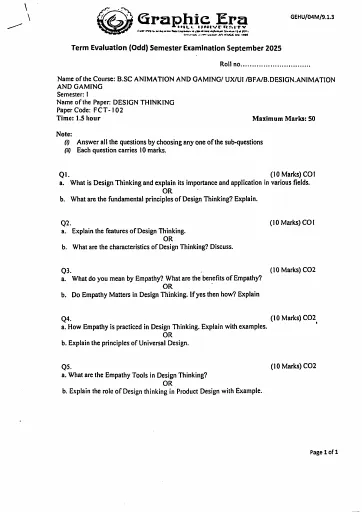 GEHU/04M/9.1.3
Graphic Era
HILL UNIVERSITY
Term Evaluation (Odd) Semester Examination September 2025
Roll no..............................
Name of the Course: B.SC ANIMATION AND GAMING/ UX/UI /BFA/B.DESIGN.ANIMATION
AND GAMING
Semester: I
Name of the Paper: DESIGN THINKING
Paper Code: FCT-102
Time: 1.5 hour Maximum Marks: 50
Note:
(i) Answer all the questions by choosing any one of the sub-questions
(ii) Each question carries 10 marks.
Q1. (10 Marks) CO1
a. What is Design Thinking and explain its importance and application in various fields.
OR
b. What are the fundamental principles of Design Thinking? Explain.
Q2. (10 Marks) CO1
a. Explain the features of Design Thinking.
OR
b. What are the characteristics of Design Thinking? Discuss.
Q3. (10 Marks) CO2
a. What do you mean by Empathy? What are the benefits of Empathy?
OR
b. Do Empathy Matters in Design Thinking. If yes then how? Explain
Q4. (10 Marks) CO2
a. How Empathy is practiced in Design Thinking. Explain with examples.
OR
b. Explain the principles of Universal Design.
Q5. (10 Marks) CO2
a. What are the Empathy Tools in Design Thinking?
OR
b. Explain the role of Design thinking in Product Design with Example.
Page 1 of 1